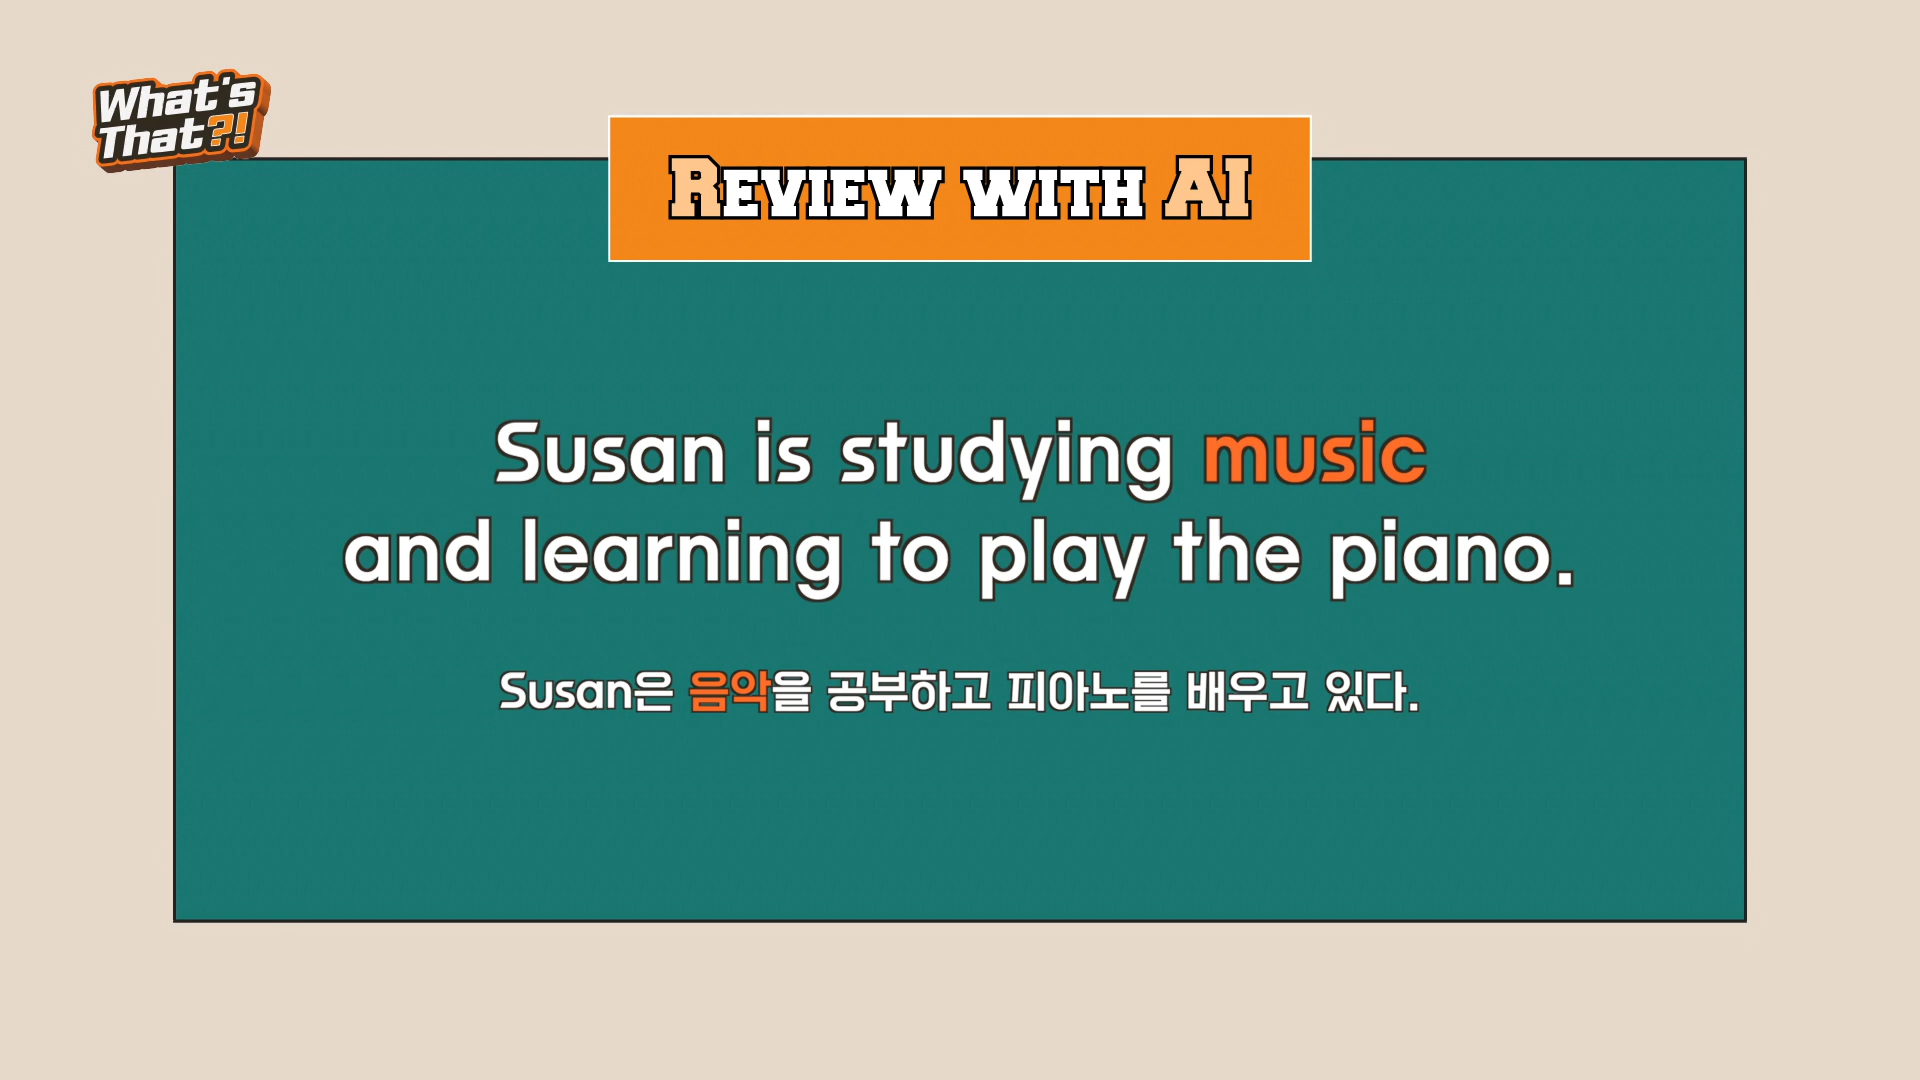 What's
That?!
REVIEW WITH AI
Susan is studying music
and learning to play the piano.
Susan은 음악을 공부하고 피아노를 배우고 있다.